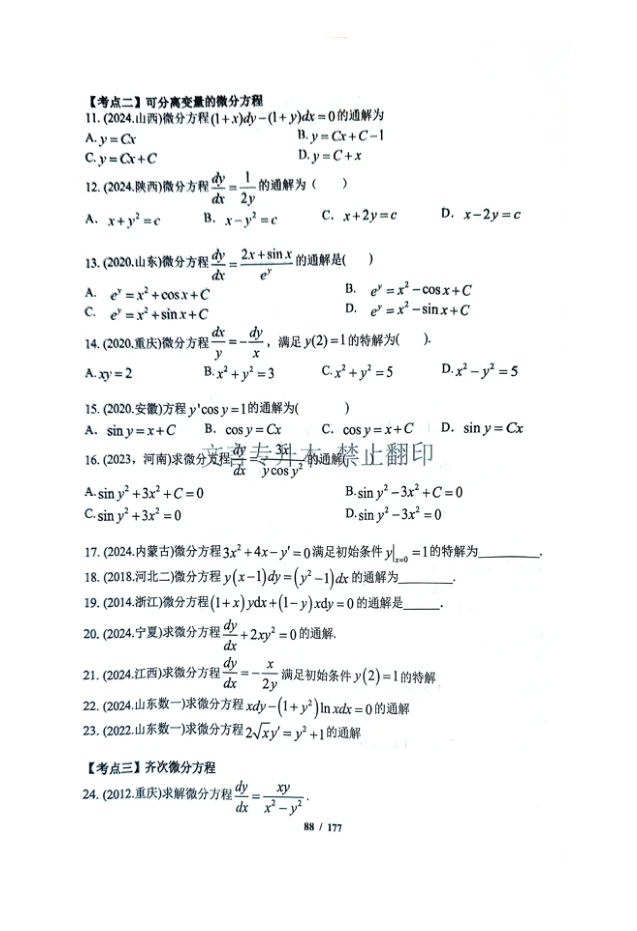 【考点二】可分离变量的微分方程
11. (2024.山西)微分方程(1+x)dy−(1+y)dx=0的通解为
A. y=Cx B. y=Cx+C−1
C. y=Cx+C D. y=C+x
12. (2024.陕西)微分方程 dy/dx = 1/2y 的通解为（ ）
A. x+y²=c B. x−y²=c C. x+2y=c D. x−2y=c
13. (2020.山东)微分方程 dy/dx = (2x+sin x)/e^y 的通解是( )
A. e^y=x²+cos x+C B. e^y=x²−cos x+C
C. e^y=x²+sin x+C D. e^y=x²−sin x+C
14. (2020.重庆)微分方程 dx/y = −dy/x，满足y(2)=1的特解为( ).
A. xy=2 B. x²+y²=3 C. x²+y²=5 D. x²−y²=5
15. (2020.安徽)方程y'cos y=1的通解为( )
A. sin y=x+C B. cos y=Cx C. cos y=x+C D. sin y=Cx
16. (2023，河南)求微分方程 dy/dx = −3x/(y cos y²) 的通解( )
专升本 禁止翻印
A. sin y²+3x²+C=0 B. sin y²−3x²+C=0
C. sin y²+3x²=0 D. sin y²−3x²=0
17. (2024.内蒙古)微分方程3x²+4x−y'=0满足初始条件y|x=0=1的特解为________.
18. (2018.河北二)微分方程y(x−1)dy=(y²−1)dx的通解为________.
19. (2014.浙江)微分方程(1+x)ydx+(1−y)xdy=0的通解是_____.
20. (2024.宁夏)求微分方程 dy/dx+2xy²=0的通解.
21. (2024.江西)求微分方程 dy/dx = −x/2y 满足初始条件y(2)=1的特解
22. (2024.山东数一)求微分方程xdy−(1+y²)ln xdx=0的通解
23. (2022.山东数一)求微分方程2√xy'=y²+1的通解
【考点三】齐次微分方程
24. (2012.重庆)求解微分方程 dy/dx = xy/(x²−y²).
88 / 177